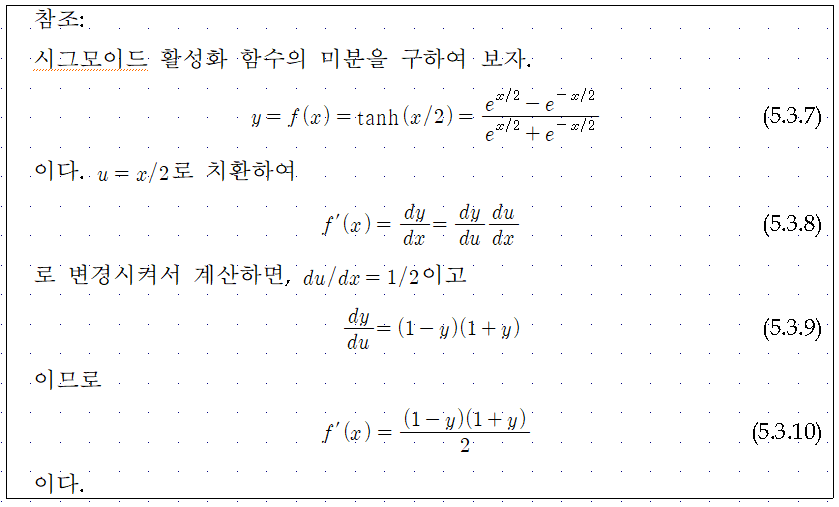 참조:
시그모이드 활성화 함수의 미분을 구하여 보자.
y = f(x) = tanh(x/2) = \frac{e^{x/2} - e^{-x/2}}{e^{x/2} + e^{-x/2}} (5.3.7)
이다. u = x/2로 치환하여
f'(x) = \frac{dy}{dx} = \frac{dy}{du} \frac{du}{dx} (5.3.8)
로 변경시켜서 계산하면, du/dx = 1/2이고
\frac{dy}{du} = (1-y)(1+y) (5.3.9)
이므로
f'(x) = \frac{(1-y)(1+y)}{2} (5.3.10)
이다.